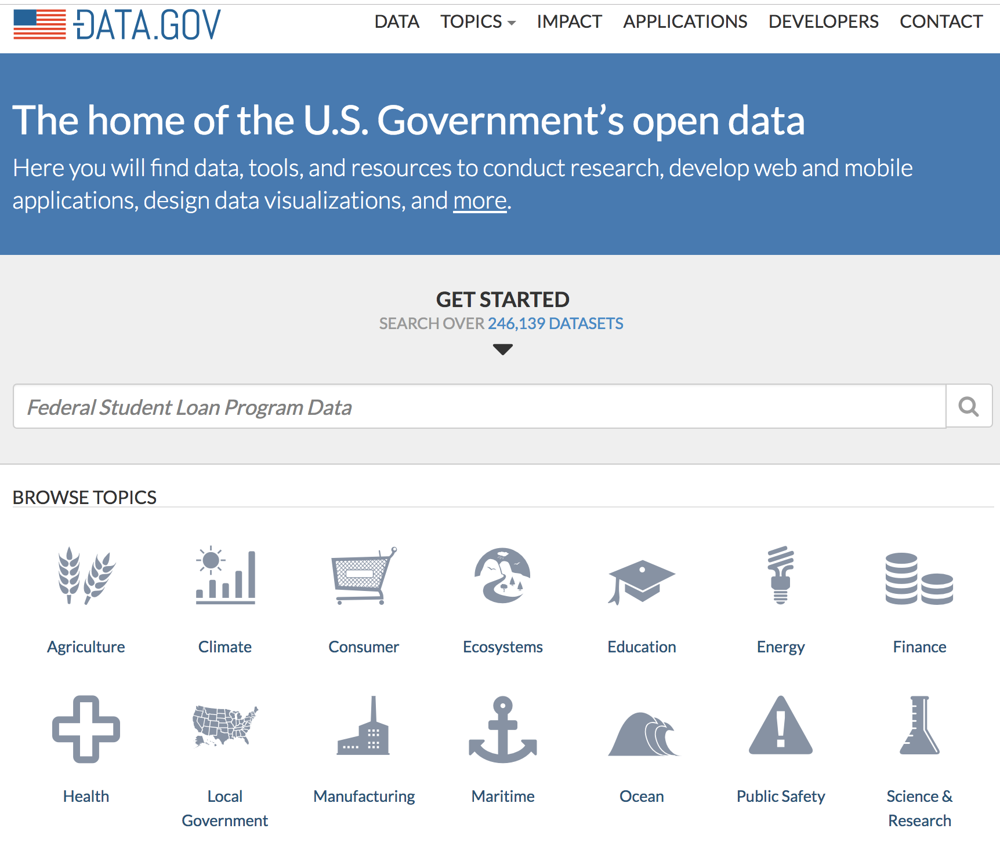 DATA.GOV
DATA TOPICS IMPACT APPLICATIONS DEVELOPERS CONTACT
The home of the U.S. Government’s open data
Here you will find data, tools, and resources to conduct research, develop web and mobile
applications, design data visualizations, and more.
GET STARTED
SEARCH OVER 246,139 DATASETS
Federal Student Loan Program Data
BROWSE TOPICS
Agriculture Climate Consumer Ecosystems Education Energy Finance
Health Local Manufacturing Maritime Ocean Public Safety Science &
Government Research